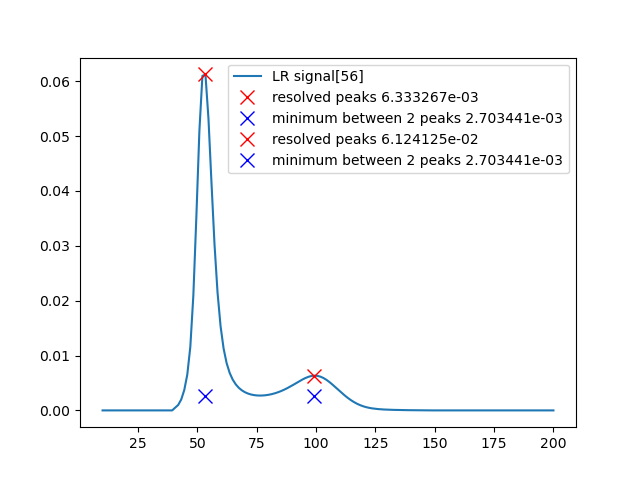 LR signal[56]
resolved peaks 6.333267e-03
minimum between 2 peaks 2.703441e-03
resolved peaks 6.124125e-02
minimum between 2 peaks 2.703441e-03
0.06
0.05
0.04
0.03
0.02
0.01
0.00
25 50 75 100 125 150 175 200